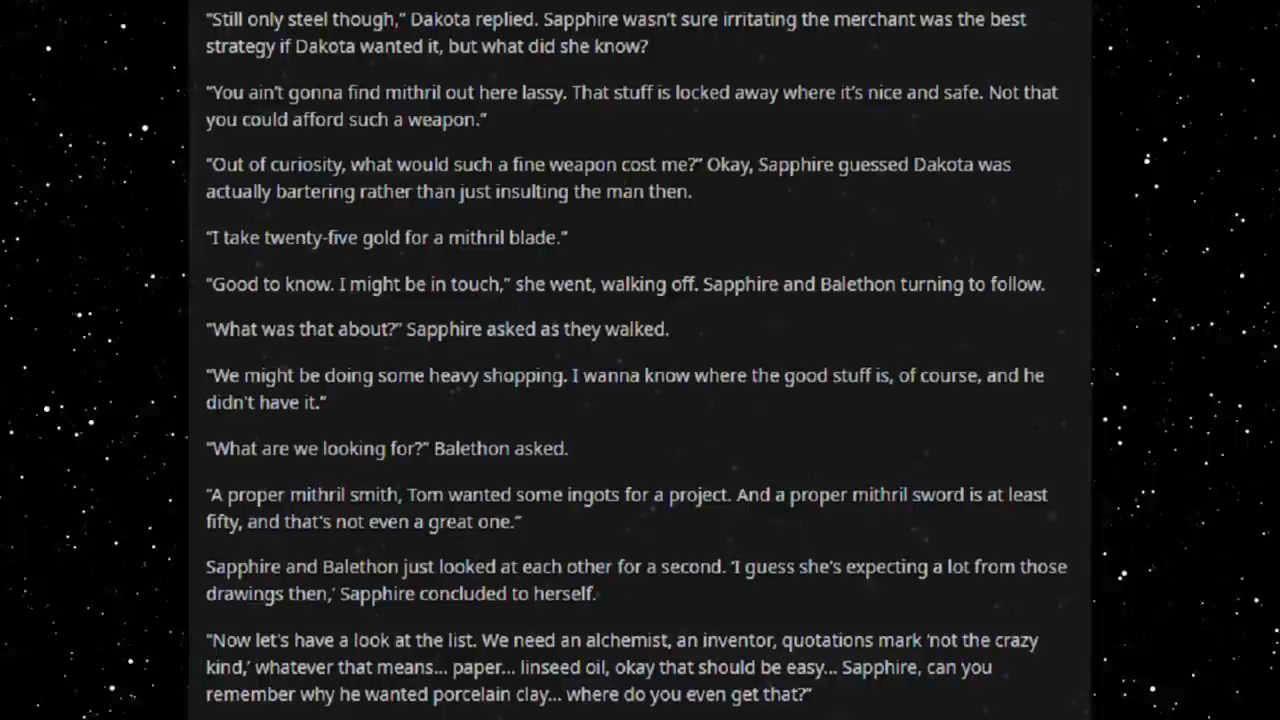 “Still only steel though,” Dakota replied. Sapphire wasn’t sure irritating the merchant was the best
strategy if Dakota wanted it, but what did she know?
“You ain’t gonna find mithril out here lassy. That stuff is locked away where it’s nice and safe. Not that
you could afford such a weapon.”
“Out of curiosity, what would such a fine weapon cost me?” Okay, Sapphire guessed Dakota was
actually bartering rather than just insulting the man then.
“I take twenty-five gold for a mithril blade.”
“Good to know. I might be in touch,” she went, walking off. Sapphire and Balethon turning to follow.
“What was that about?” Sapphire asked as they walked.
“We might be doing some heavy shopping. I wanna know where the good stuff is, of course, and he
didn’t have it.”
“What are we looking for?” Balethon asked.
“A proper mithril smith, Tom wanted some ingots for a project. And a proper mithril sword is at least
fifty, and that’s not even a great one.”
Sapphire and Balethon just looked at each other for a second. ‘I guess she’s expecting a lot from those
drawings then,’ Sapphire concluded to herself.
“Now let’s have a look at the list. We need an alchemist, an inventor, quotations mark ‘not the crazy
kind,’ whatever that means… paper… linseed oil, okay that should be easy… Sapphire, can you
remember why he wanted porcelain clay… where do you even get that?”